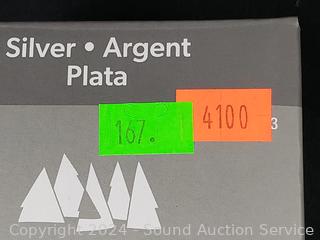 Silver • Argent
Plata
167.
4100
3
Copyright 2024 - Sound Auction Service